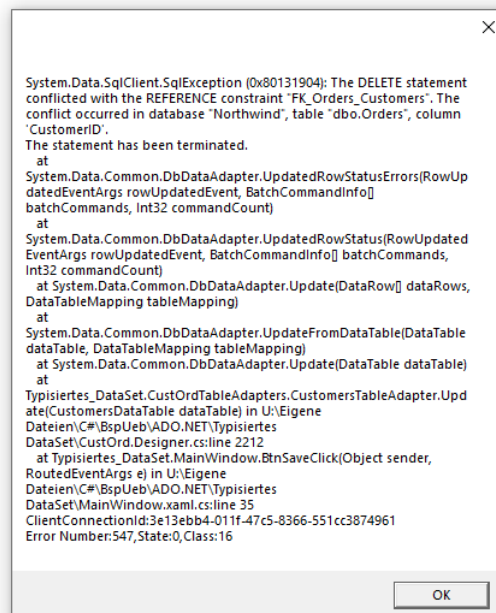 System.Data.SqlClient.SqlException (0x80131904): The DELETE statement
conflicted with the REFERENCE constraint "FK_Orders_Customers". The
conflict occurred in database "Northwind", table "dbo.Orders", column
'CustomerID'.
The statement has been terminated.
at
System.Data.Common.DbDataAdapter.UpdatedRowStatusErrors(RowUp
datedEventArgs rowUpdatedEvent, BatchCommandInfo[]
batchCommands, Int32 commandCount)
at
System.Data.Common.DbDataAdapter.UpdatedRowStatus(RowUpdated
EventArgs rowUpdatedEvent, BatchCommandInfo[] batchCommands,
Int32 commandCount)
at System.Data.Common.DbDataAdapter.Update(DataRow[] dataRows,
DataTableMapping tableMapping)
at
System.Data.Common.DbDataAdapter.UpdateFromDataTable(DataTable
dataTable, DataTableMapping tableMapping)
at System.Data.Common.DbDataAdapter.Update(DataTable dataTable)
at
Typisiertes_DataSet.CustOrdTableAdapters.CustomersTableAdapter.Upd
ate(CustomersDataTable dataTable) in U:\Eigene
Dateien\C#\BspUeb\ADO.NET\Typisiertes
DataSet\CustOrd.Designer.cs:line 2212
at Typisiertes_DataSet.MainWindow.BtnSaveClick(Object sender,
RoutedEventArgs e) in U:\Eigene
Dateien\C#\BspUeb\ADO.NET\Typisiertes
DataSet\MainWindow.xaml.cs:line 35
ClientConnectionId:3e13ebb4-011f-47c5-8366-551cc3874961
Error Number:547,State:0,Class:16
OK